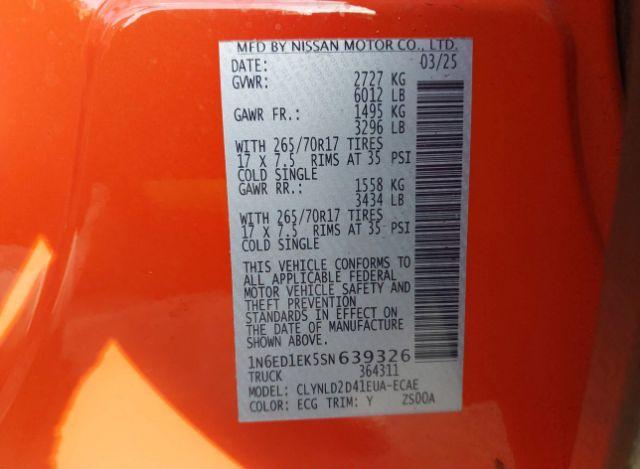 MFD BY NISSAN MOTOR CO., LTD.
DATE: 03/25
GVWR: 2727 KG
6012 LB
GAWR FR.: 1495 KG
3296 LB
WITH 265/70R17 TIRES
17 X 7.5 RIMS AT 35 PSI
COLD SINGLE
GAWR RR.: 1558 KG
3434 LB
WITH 265/70R17 TIRES
17 X 7.5 RIMS AT 35 PSI
COLD SINGLE
THIS VEHICLE CONFORMS TO
ALL APPLICABLE FEDERAL
MOTOR VEHICLE SAFETY AND
THEFT PREVENTION
STANDARDS IN EFFECT ON
THE DATE OF MANUFACTURE
SHOWN ABOVE.
1N6ED1EK5SN639326
TRUCK 364311
MODEL: CLYNLD2D41EUA-ECAE
COLOR: ECG TRIM: Y ZS00A